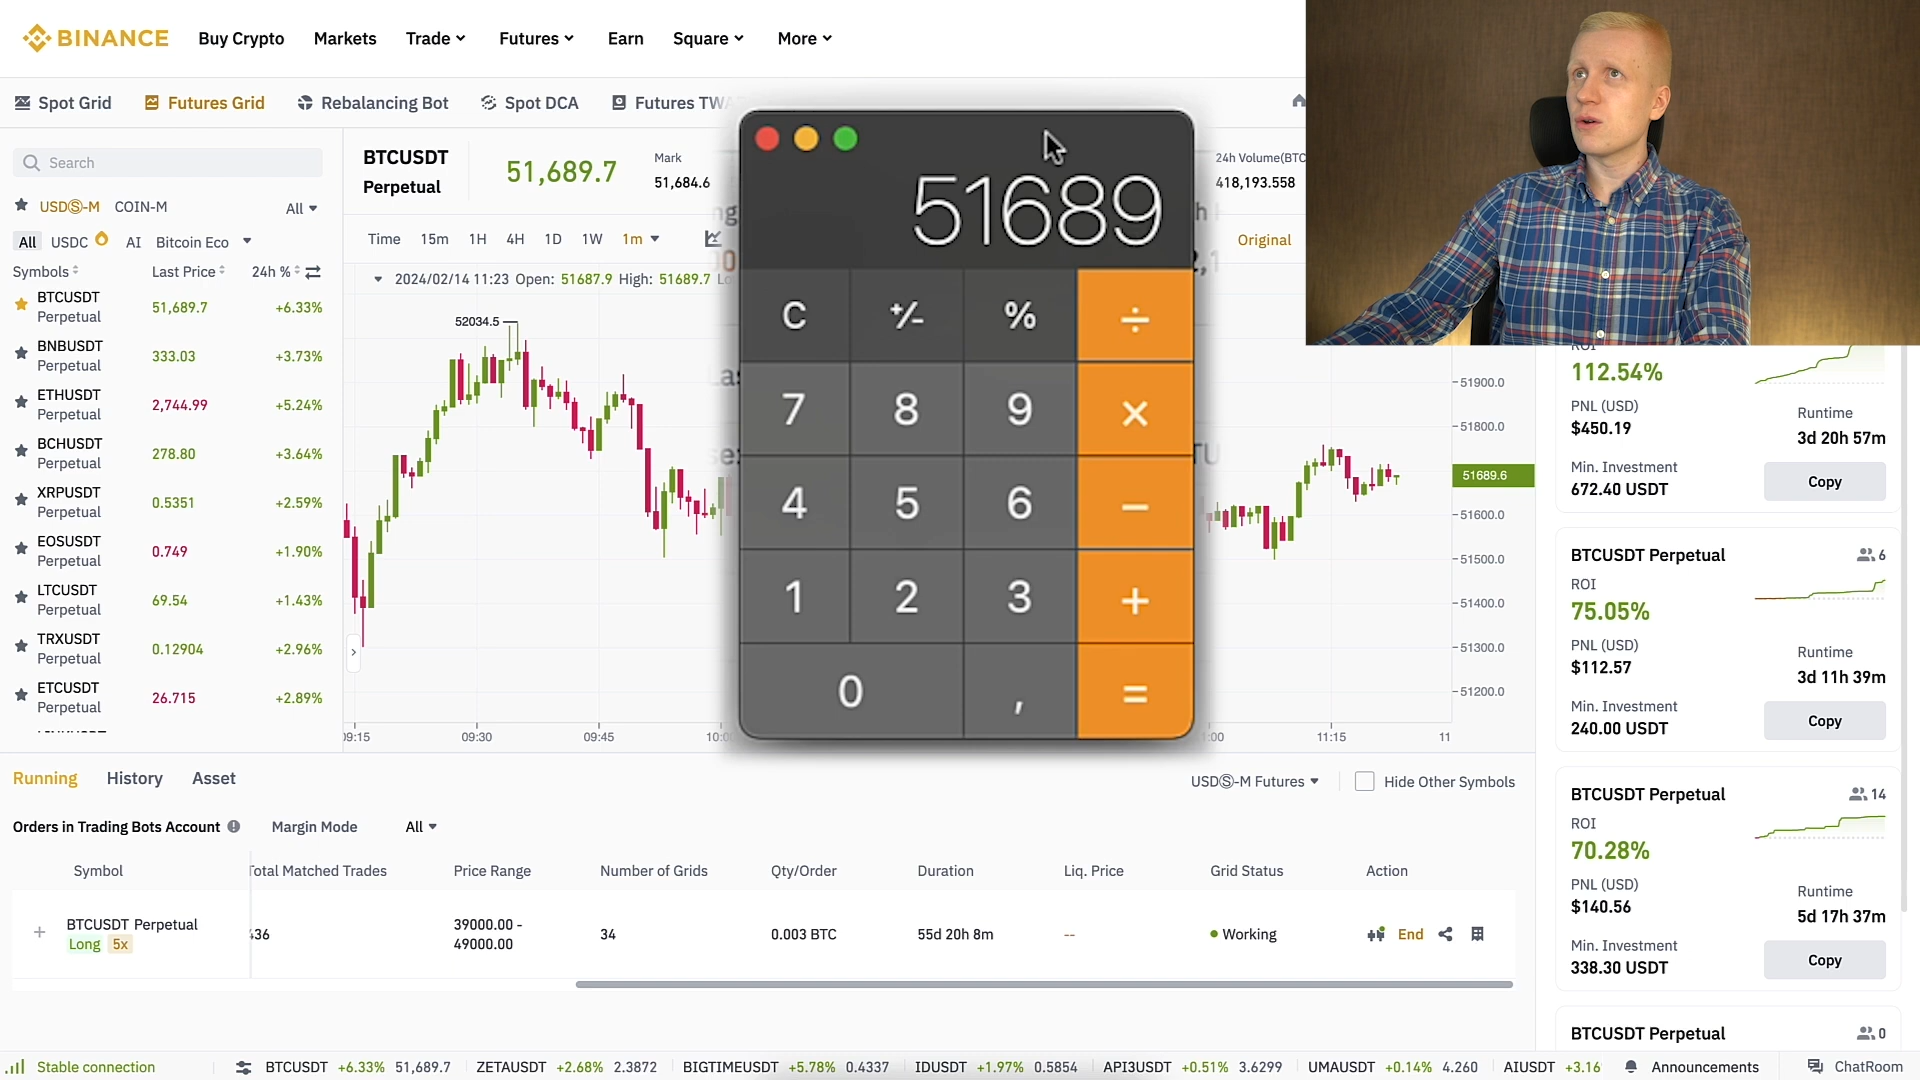 BINANCE Buy Crypto Markets Trade Futures Earn Square More
Spot Grid Futures Grid Rebalancing Bot Spot DCA Futures
Search
USDⓈ-M COIN-M All
All USDC AI Bitcoin Eco
Symbols Last Price 24h %
BTCUSDT Perpetual 51,689.7 +6.33%
BNBUSDT Perpetual 333.03 +3.73%
ETHUSDT Perpetual 2,744.99 +5.24%
BCHUSDT Perpetual 278.80 +3.64%
XRPUSDT Perpetual 0.5351 +2.59%
EOSUSDT Perpetual 0.749 +1.90%
LTCUSDT Perpetual 69.54 +1.43%
TRXUSDT Perpetual 0.12904 +2.96%
ETCUSDT Perpetual 26.715 +2.89%
BTCUSDT
Perpetual
51,689.7
Mark
51,684.6
24h Volume(BTC
418,193.558
Time 15m 1H 4H 1D 1W 1m
Original
2024/02/14 11:23 Open: 51687.9 High: 51689.7
52034.5
51900.0
51800.0
51689.6
51600.0
51500.0
51400.0
51300.0
51200.0
09:15 09:30 09:45 11:15 11
51689
C +/- % ÷
7 8 9 ×
4 5 6 −
1 2 3 +
0 , =
ROI
112.54%
PNL (USD)
$450.19
Runtime
3d 20h 57m
Min. Investment
672.40 USDT
Copy
BTCUSDT Perpetual 6
ROI
75.05%
PNL (USD)
$112.57
Runtime
3d 11h 39m
Min. Investment
240.00 USDT
Copy
BTCUSDT Perpetual 14
ROI
70.28%
PNL (USD)
$140.56
Runtime
5d 17h 37m
Min. Investment
338.30 USDT
Copy
BTCUSDT Perpetual 0
Running History Asset
USDⓈ-M Futures Hide Other Symbols
Orders in Trading Bots Account Margin Mode All
Symbol Total Matched Trades Price Range Number of Grids Qty/Order Duration Liq. Price Grid Status Action
BTCUSDT Perpetual
Long 5x
436
39000.00 -
49000.00
34 0.003 BTC 55d 20h 8m -- Working End
Stable connection BTCUSDT +6.33% 51,689.7 ZETAUSDT +2.68% 2.3872 BIGTIMEUSDT +5.78% 0.4337 IDUSDT +1.97% 0.5854 API3USDT +0.51% 3.6299 UMAUSDT +0.14% 4.260 AIUSDT +3.16 Announcements ChatRoom